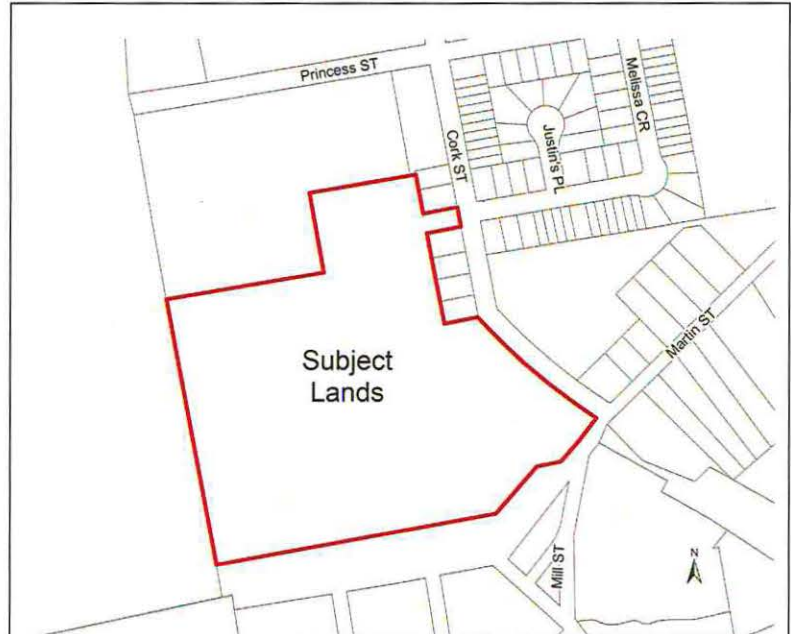 Princess ST
Cork ST
Justin's PL
Melissa CR
Martin ST
Subject
Lands
Mill ST
N